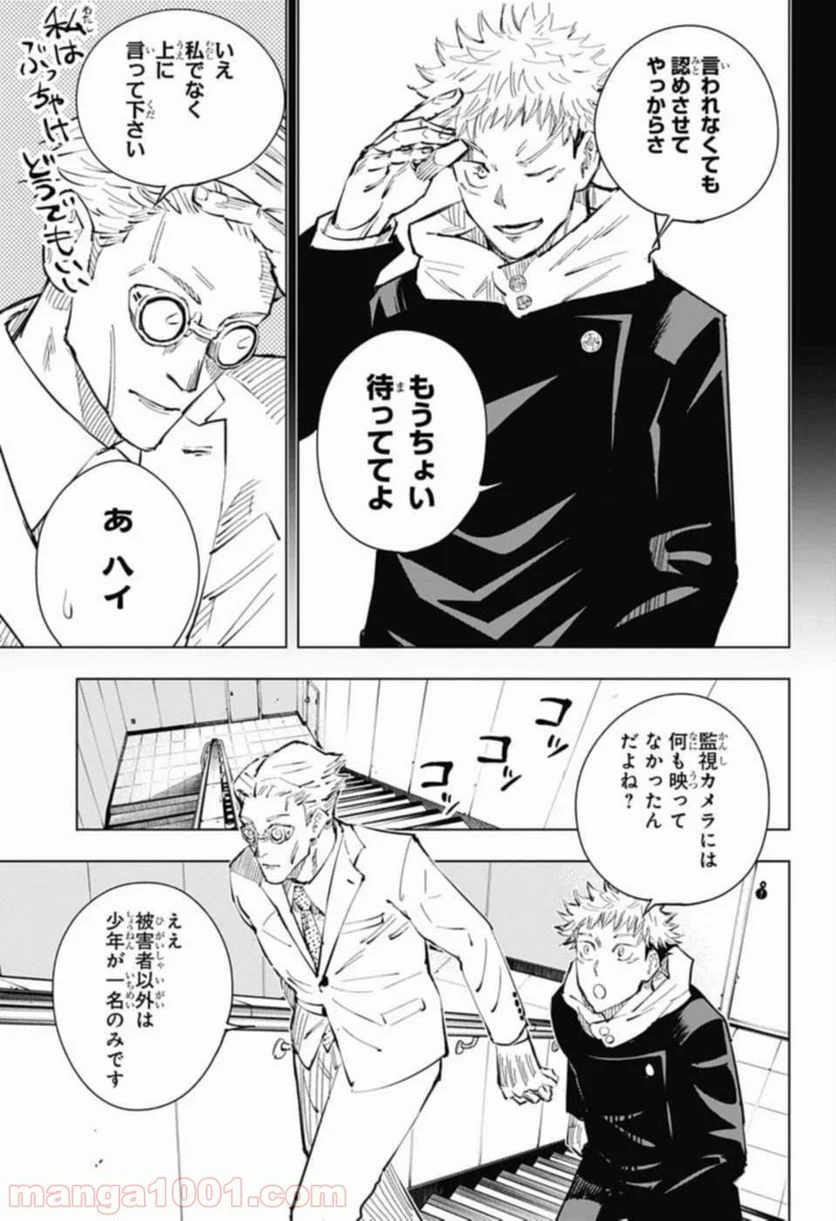 言われなくても
認めさせて
やっからさ
もうちょい
待っててよ
いえ
私でなく
上に
言って下さい
私は
ぶっちゃけ
どうでもいい
あ ハイ
コッ
コッ
監視カメラには
何も映って
なかったん
だよね?
ええ
被害者以外は
少年が一名のみです
manga1001.com